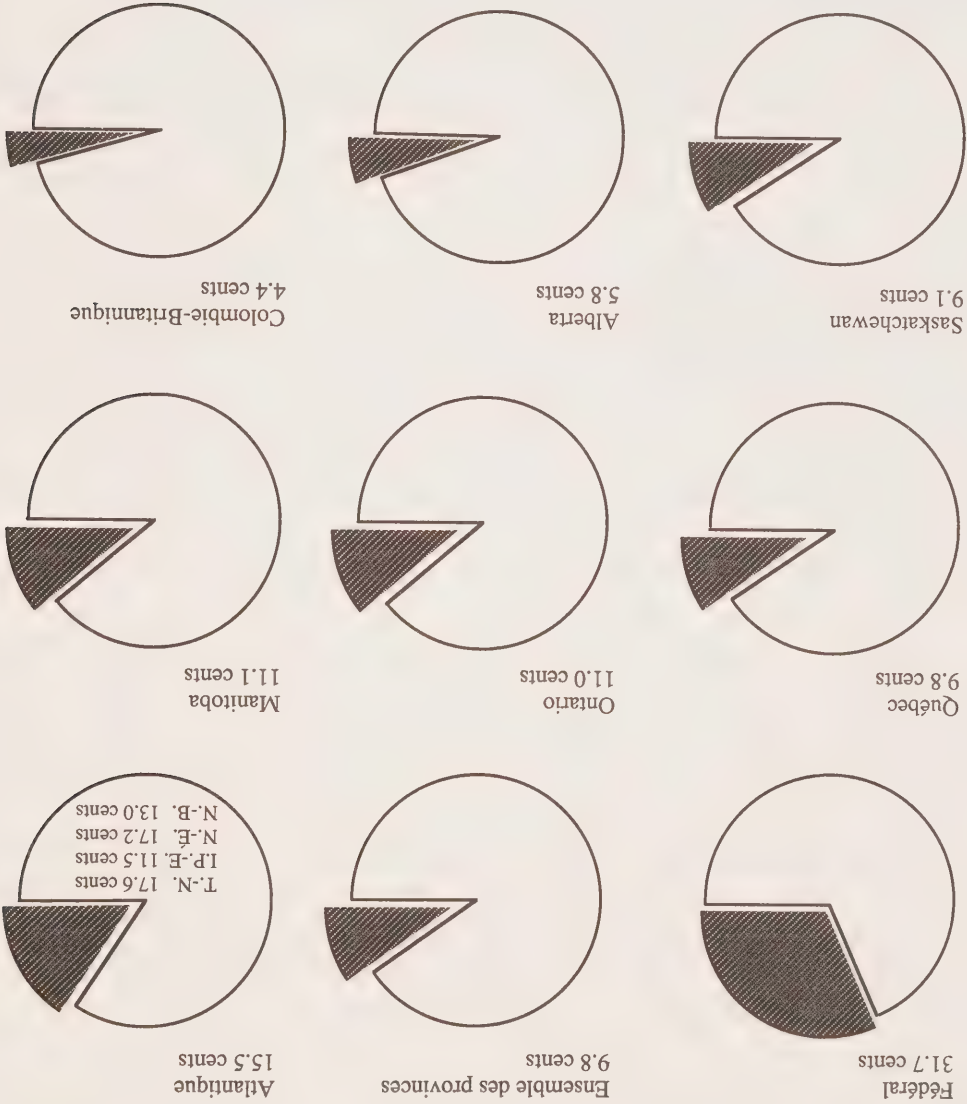 Fédéral
31.7 cents
Ensemble des provinces
9.8 cents
Atlantique
15.5 cents
T.-N. 17.6 cents
I.P.-E. 11.5 cents
N.-É. 17.2 cents
N.-B. 13.0 cents
Québec
9.8 cents
Ontario
11.0 cents
Manitoba
11.1 cents
Saskatchewan
9.1 cents
Alberta
5.8 cents
Colombie-Britannique
4.4 cents